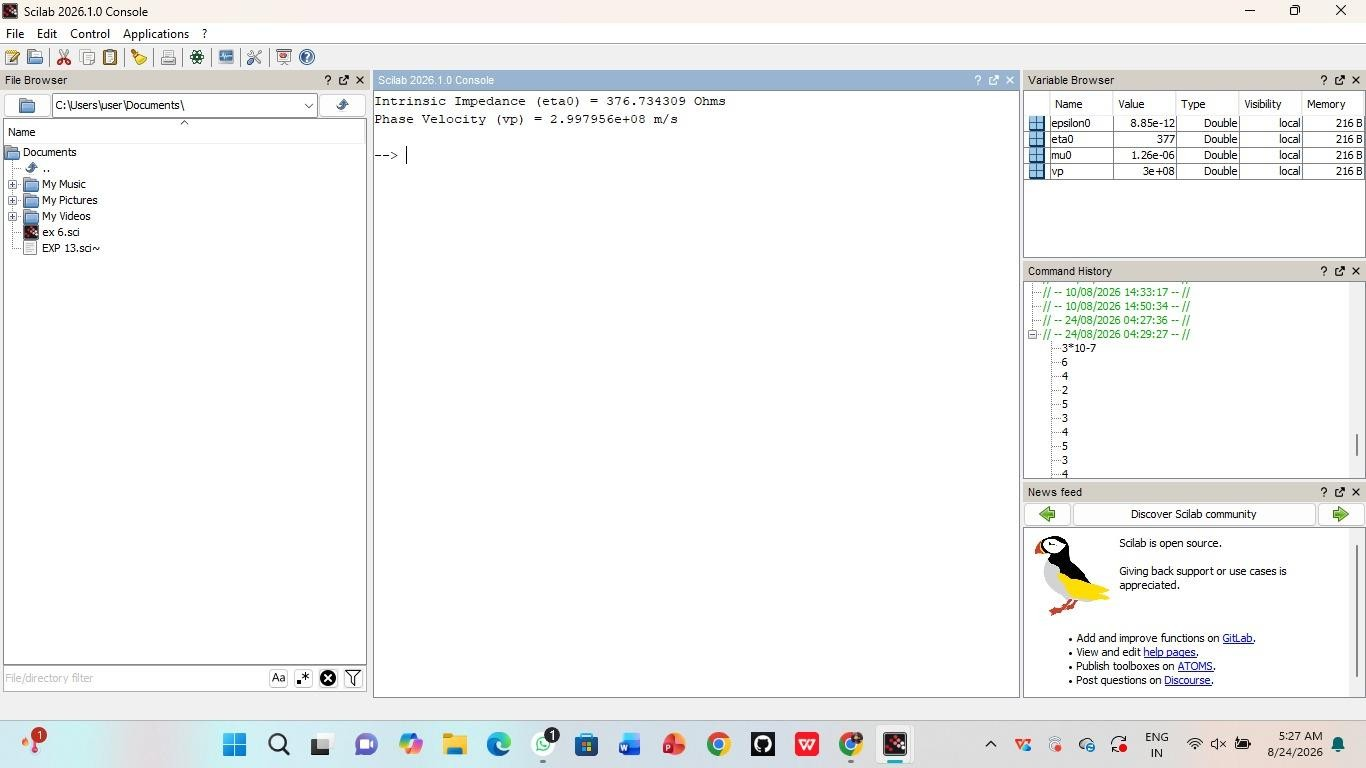 Scilab 2026.1.0 Console
File Edit Control Applications ?
File Browser
C:\Users\user\Documents\
Name
Documents
..
My Music
My Pictures
My Videos
ex 6.sci
EXP 13.sci~
File/directory filter
Aa
.*
Scilab 2026.1.0 Console
Intrinsic Impedance (eta0) = 376.734309 Ohms
Phase Velocity (vp) = 2.997956e+08 m/s
-->
Variable Browser
Name Value Type Visibility Memory
epsilon0 8.85e-12 Double local 216 B
eta0 377 Double local 216 B
mu0 1.26e-06 Double local 216 B
vp 3e+08 Double local 216 B
Command History
// -- 10/08/2026 14:33:17 -- //
// -- 10/08/2026 14:50:34 -- //
// -- 24/08/2026 04:27:36 -- //
// -- 24/08/2026 04:29:27 -- //
3*10-7
6
4
2
5
3
4
5
3
4
News feed
Discover Scilab community
Scilab is open source.
Giving back support or use cases is
appreciated.
• Add and improve functions on GitLab.
• View and edit help pages.
• Publish toolboxes on ATOMS.
• Post questions on Discourse.
1
1
W
P
W
ENG
IN
5:27 AM
8/24/2026